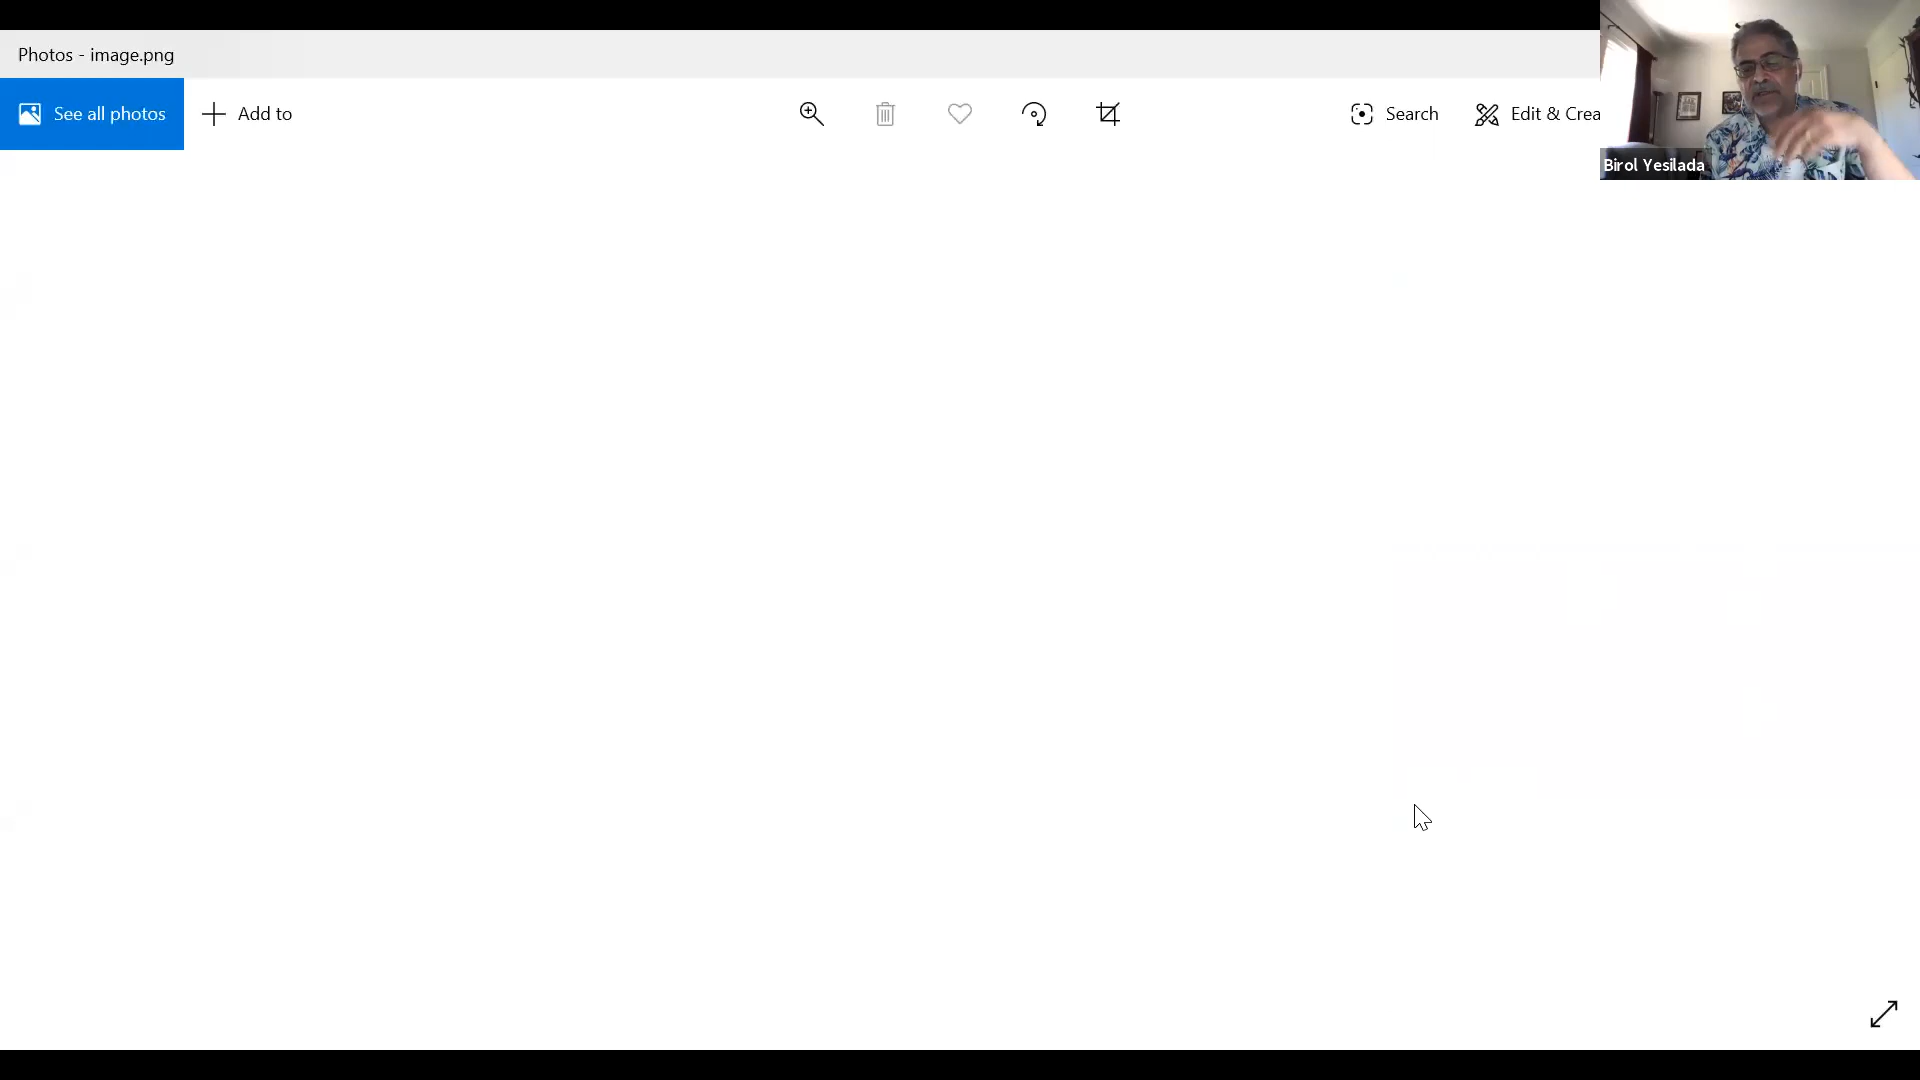 Photos - image.png
See all photos
Add to
Search
Edit & Crea
Birol Yesilada